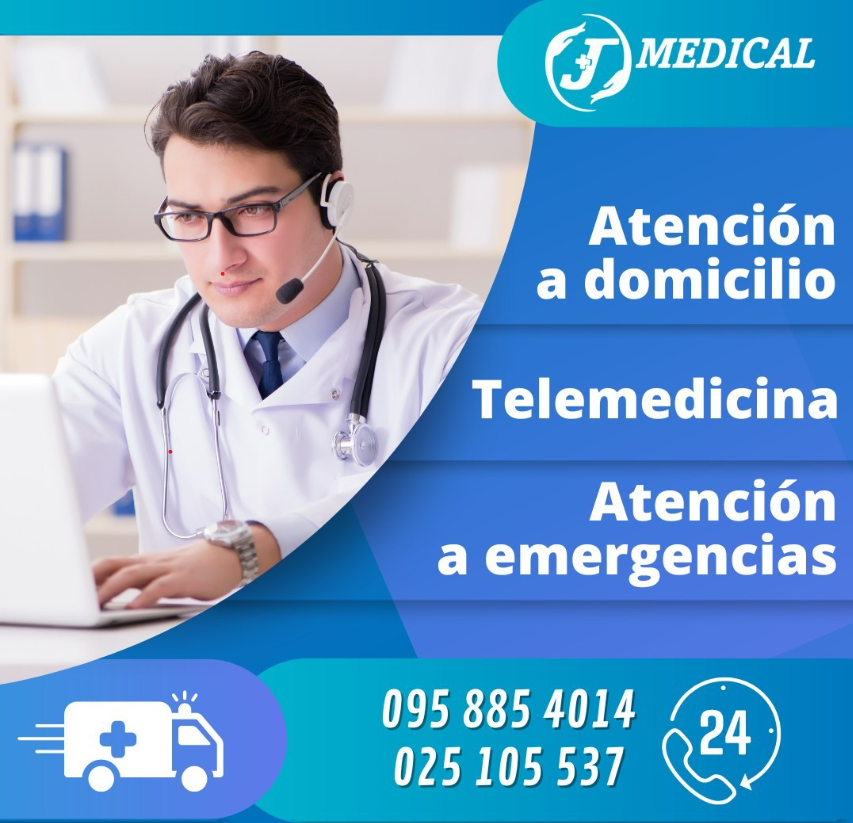 J MEDICAL
Atención
a domicilio
Telemedicina
Atención
a emergencias
095 885 4014
025 105 537
24